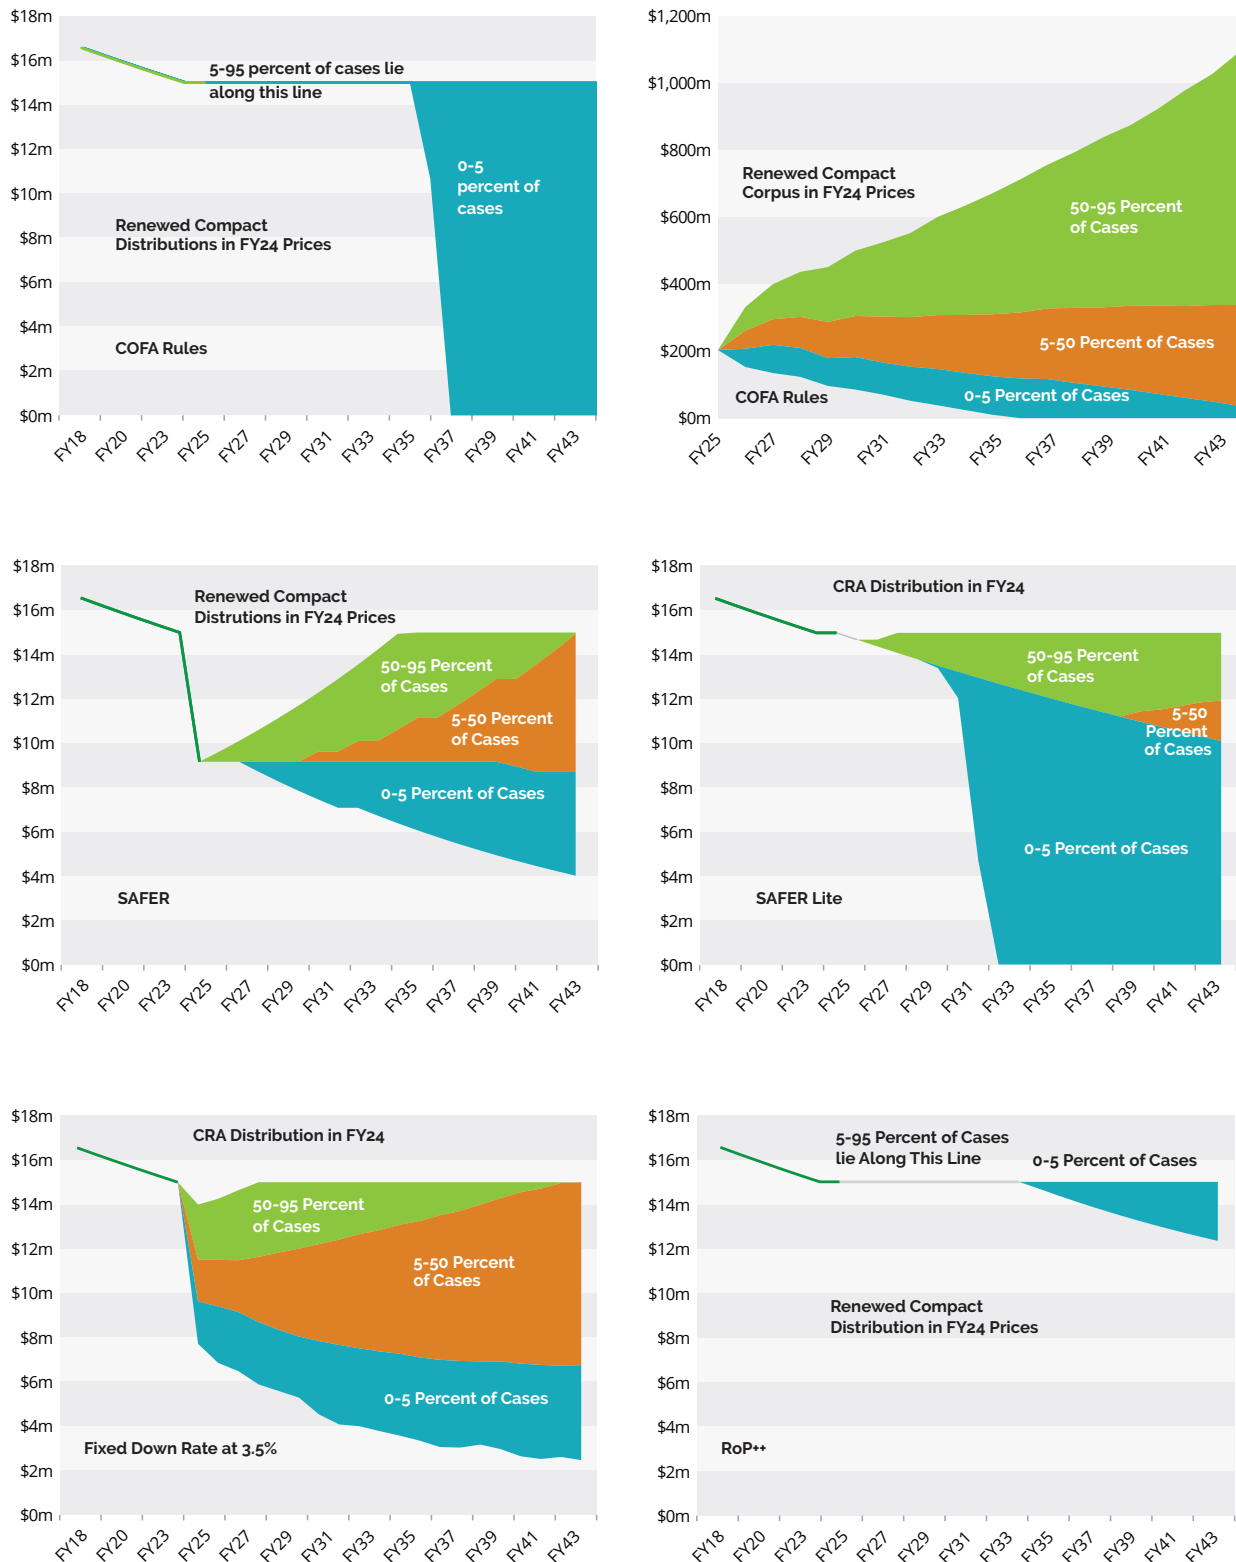 $18m
$16m
$14m
$12m
$10m
$8m
$6m
$4m
$2m
$0m
5-95 percent of cases lie
along this line
0-5
percent of
cases
Renewed Compact
Distributions in FY24 Prices
COFA Rules
FY18
FY20
FY23
FY25
FY27
FY29
FY31
FY33
FY35
FY37
FY39
FY41
FY43
$1,200m
$1,000m
$800m
$600m
$400m
$200m
$0m
Renewed Compact
Corpus in FY24 Prices
50-95 Percent
of Cases
5-50 Percent of Cases
0-5 Percent of Cases
COFA Rules
FY25
FY27
FY29
FY31
FY33
FY35
FY37
FY39
FY41
FY43
$18m
$16m
$14m
$12m
$10m
$8m
$6m
$4m
$2m
$0m
Renewed Compact
Distrutions in FY24 Prices
50-95 Percent
of Cases
5-50 Percent
of Cases
0-5 Percent of Cases
SAFER
FY18
FY20
FY23
FY25
FY27
FY29
FY31
FY33
FY35
FY37
FY39
FY41
FY43
$18m
$16m
$14m
$12m
$10m
$8m
$6m
$4m
$2m
$0m
CRA Distribution in FY24
50-95 Percent
of Cases
5-50
Percent
of Cases
0-5 Percent of Cases
SAFER Lite
FY18
FY20
FY23
FY25
FY27
FY29
FY31
FY33
FY35
FY37
FY39
FY41
FY43
$18m
$16m
$14m
$12m
$10m
$8m
$6m
$4m
$2m
$0m
CRA Distribution in FY24
50-95 Percent
of Cases
5-50 Percent
of Cases
0-5 Percent of Cases
Fixed Down Rate at 3.5%
FY18
FY20
FY23
FY25
FY27
FY29
FY31
FY33
FY35
FY37
FY39
FY41
FY43
$18m
$16m
$14m
$12m
$10m
$8m
$6m
$4m
$2m
$0m
5-95 Percent of Cases
lie Along This Line
0-5 Percent of Cases
Renewed Compact
Distribution in FY24 Prices
RoP++
FY18
FY20
FY23
FY25
FY27
FY29
FY31
FY33
FY35
FY37
FY39
FY41
FY43